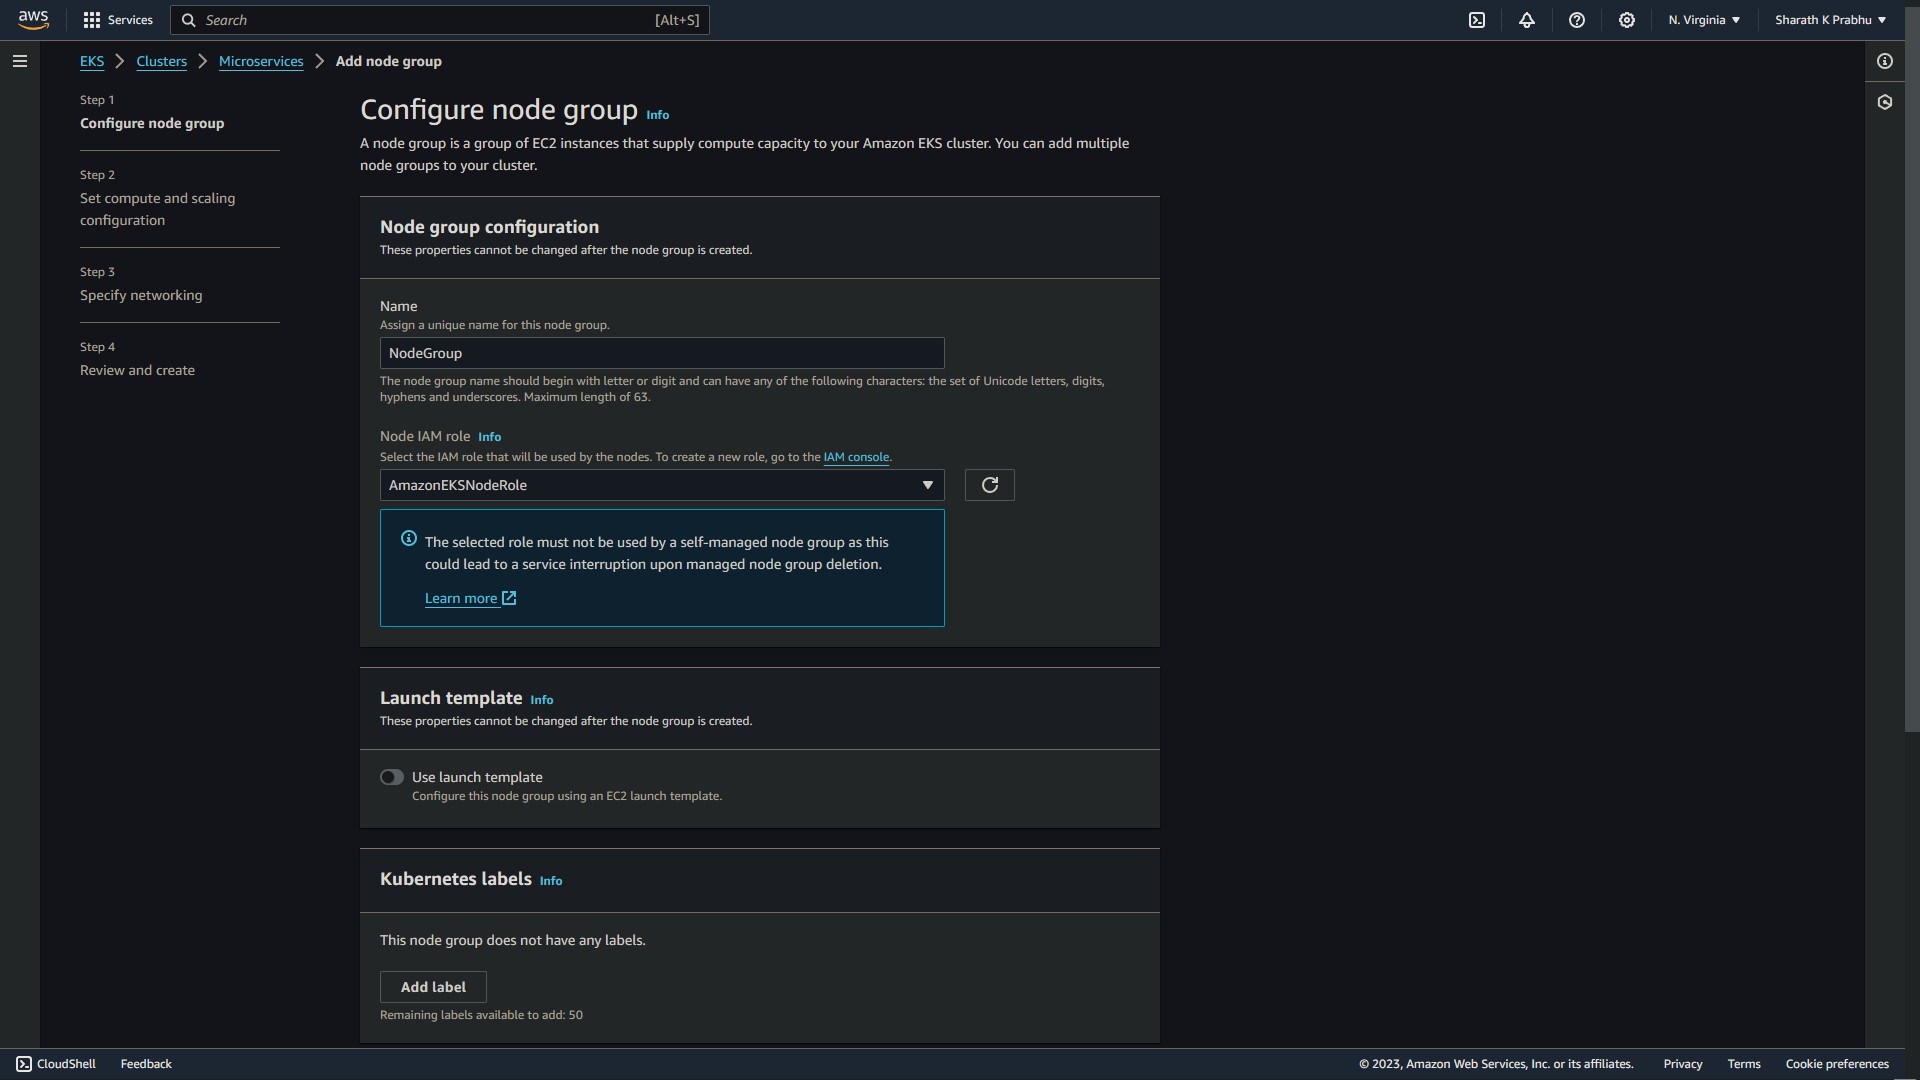 aws
Services
Search
[Alt+S]
N. Virginia
Sharath K Prabhu
EKS
Clusters
Microservices
Add node group
Step 1
Configure node group
Step 2
Set compute and scaling
configuration
Step 3
Specify networking
Step 4
Review and create
Configure node group Info
A node group is a group of EC2 instances that supply compute capacity to your Amazon EKS cluster. You can add multiple
node groups to your cluster.
Node group configuration
These properties cannot be changed after the node group is created.
Name
Assign a unique name for this node group.
NodeGroup
The node group name should begin with letter or digit and can have any of the following characters: the set of Unicode letters, digits,
hyphens and underscores. Maximum length of 63.
Node IAM role Info
Select the IAM role that will be used by the nodes. To create a new role, go to the IAM console.
AmazonEKSNodeRole
The selected role must not be used by a self-managed node group as this
could lead to a service interruption upon managed node group deletion.
Learn more
Launch template Info
These properties cannot be changed after the node group is created.
Use launch template
Configure this node group using an EC2 launch template.
Kubernetes labels Info
This node group does not have any labels.
Add label
Remaining labels available to add: 50
CloudShell
Feedback
© 2023, Amazon Web Services, Inc. or its affiliates.
Privacy
Terms
Cookie preferences